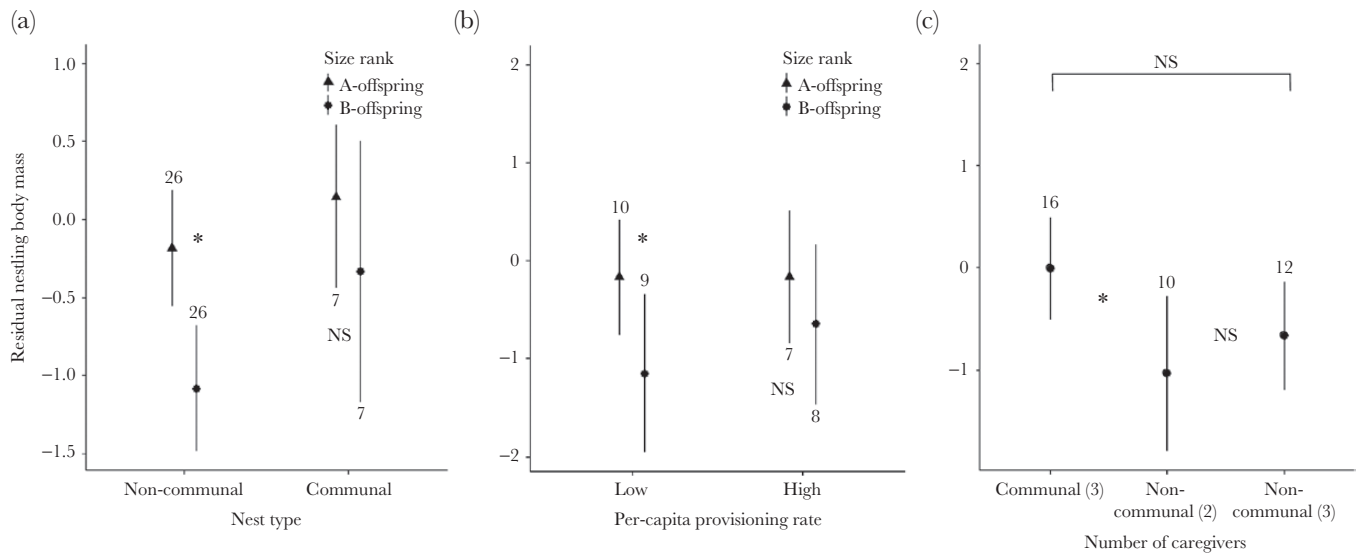 (a)
Size rank
A-offspring
B-offspring
1.0
0.5
0.0
−0.5
−1.0
−1.5
Residual nestling body mass
26
*
26
7
NS
7
Non-communal
Communal
Nest type
(b)
Size rank
A-offspring
B-offspring
2
1
0
−1
−2
10
*
9
7
NS
8
Low
High
Per-capita provisioning rate
(c)
NS
2
1
0
−1
16
*
10
NS
12
Communal (3)
Non-
communal (2)
Non-
communal (3)
Number of caregivers